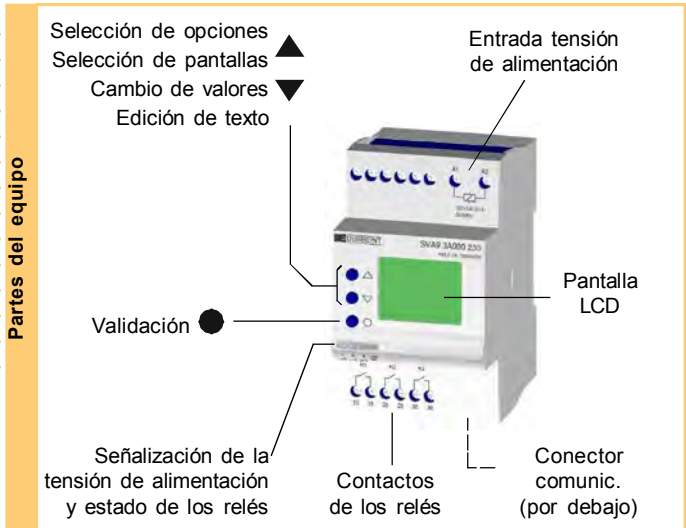 Partes del equipo
Selección de opciones
Selección de pantallas
Cambio de valores
Edición de texto
Entrada tensión
de alimentación
A1 A2
SVA9 3A000 230
Pantalla
LCD
Validación
Señalización de la
tensión de alimentación
y estado de los relés
Contactos
de los relés
Conector
comunic.
(por debajo)